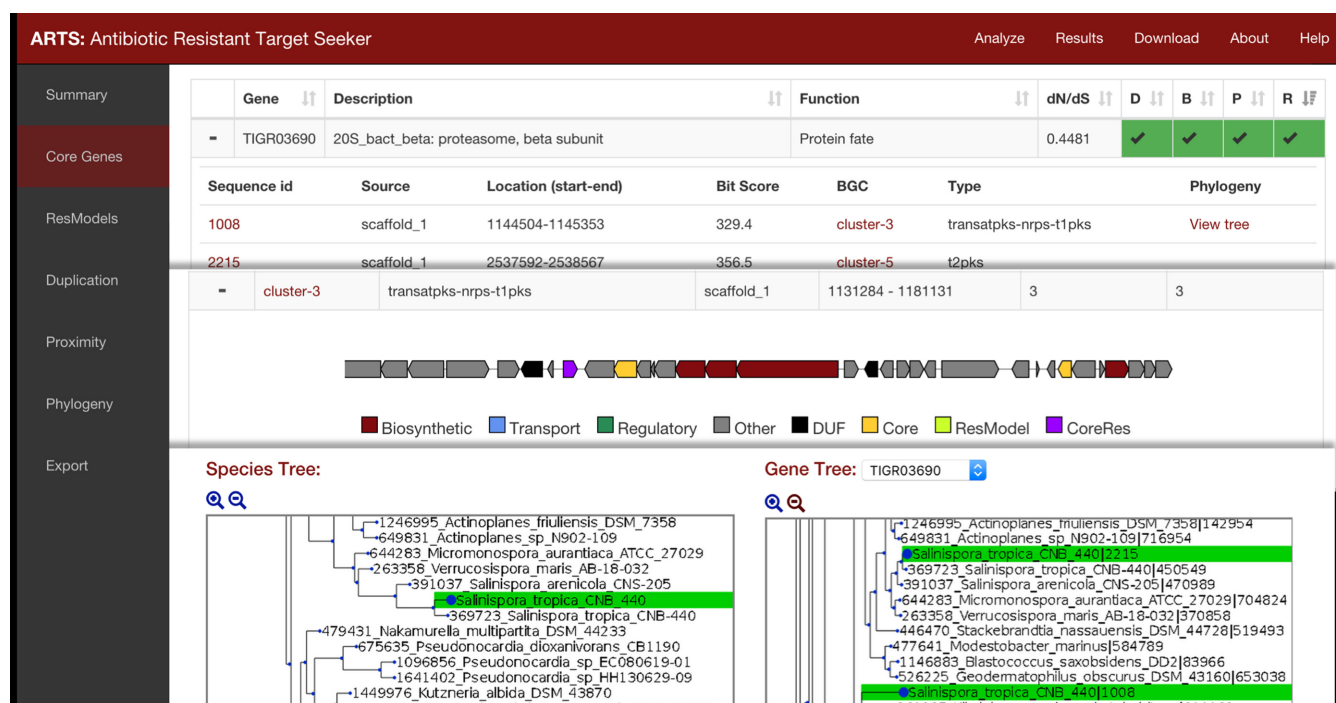 ARTS: Antibiotic Resistant Target Seeker
Analyze Results Download About Help
Summary
Core Genes
ResModels
Duplication
Proximity
Phylogeny
Export
Gene Description Function dN/dS D B P R
- TIGR03690 20S_bact_beta: proteasome, beta subunit Protein fate 0.4481
Sequence id Source Location (start-end) Bit Score BGC Type Phylogeny
1008 scaffold_1 1144504-1145353 329.4 cluster-3 transatpks-nrps-t1pks View tree
2215 scaffold_1 2537592-2538567 356.5 cluster-5 t2pks
- cluster-3 transatpks-nrps-t1pks scaffold_1 1131284 - 1181131 3 3
Biosynthetic Transport Regulatory Other DUF Core ResModel CoreRes
Species Tree:
1246995_Actinoplanes_friuliensis_DSM_7358
649831_Actinoplanes_sp_N902-109
644283_Micromonospora_aurantiaca_ATCC_27029
263358_Verrucosispora_maris_AB-18-032
391037_Salinispora_arenicola_CNS-205
Salinispora_tropica_CNB_440
369723_Salinispora_tropica_CNB-440
479431_Nakamurella_multipartita_DSM_44233
675635_Pseudonocardia_dioxanivorans_CB1190
1096856_Pseudonocardia_sp_EC080619-01
1641402_Pseudonocardia_sp_HH130629-09
1449976_Kutzneria_albida_DSM_43870
Gene Tree: TIGR03690
1246995_Actinoplanes_friuliensis_DSM_7358|142954
649831_Actinoplanes_sp_N902-109|716954
Salinispora_tropica_CNB_440|2215
369723_Salinispora_tropica_CNB-440|450549
391037_Salinispora_arenicola_CNS-205|470989
644283_Micromonospora_aurantiaca_ATCC_27029|704824
263358_Verrucosispora_maris_AB-18-032|370858
446470_Stackebrandtia_nassauensis_DSM_44728|519493
477641_Modestobacter_marinus|584789
1146883_Blastococcus_saxobsidens_DD2|83966
526225_Geodermatophilus_obscurus_DSM_43160|653038
Salinispora_tropica_CNB_440|1008